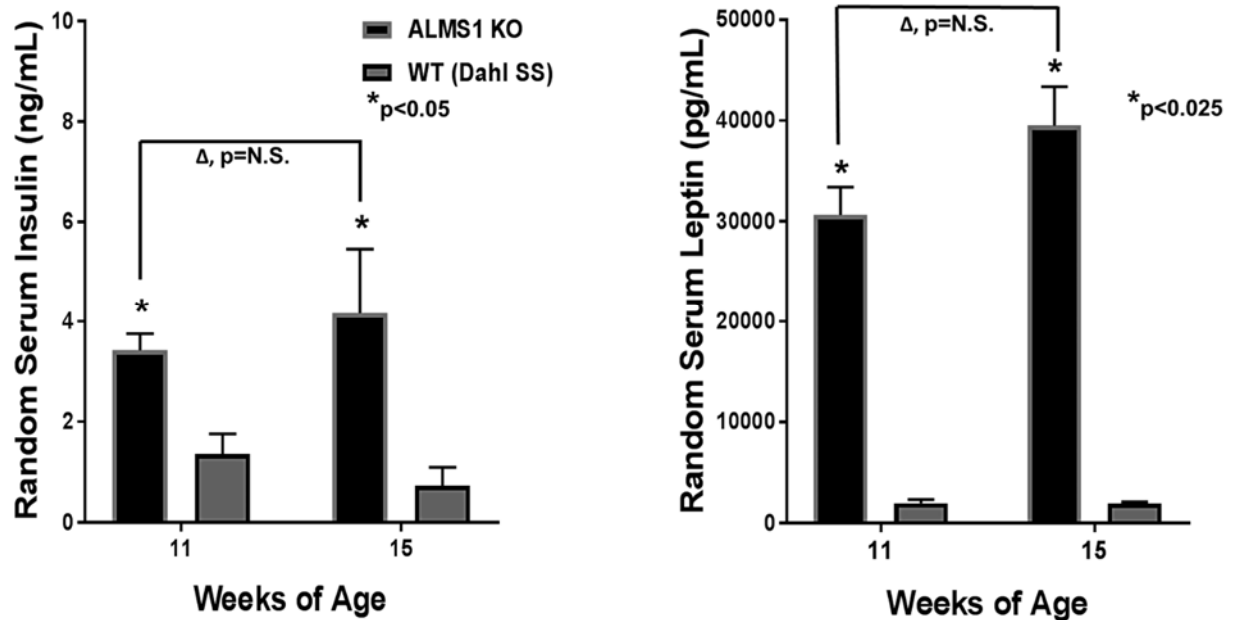 Random Serum Insulin (ng/mL)
10
8
6
4
2
0
ALMS1 KO
WT (Dahl SS)
*p<0.05
Δ, p=N.S.
*
*
11
15
Weeks of Age
Random Serum Leptin (pg/mL)
50000
40000
30000
20000
10000
0
Δ, p=N.S.
*
*
*p<0.025
11
15
Weeks of Age